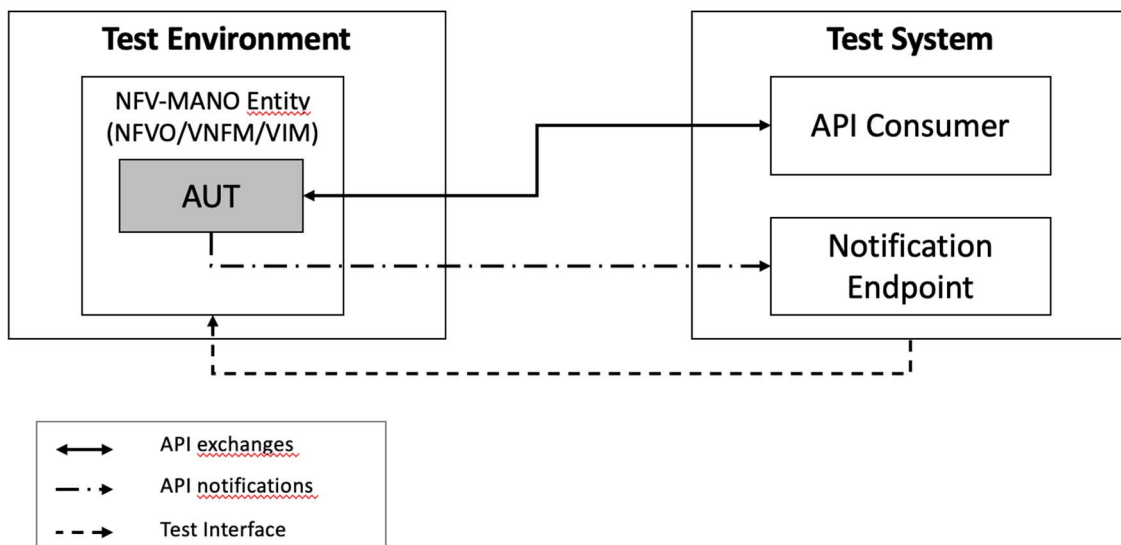 Test Environment
Test System
NFV-MANO Entity
(NFVO/VNFM/VIM)
AUT
API Consumer
Notification
Endpoint
API exchanges
API notifications
Test Interface